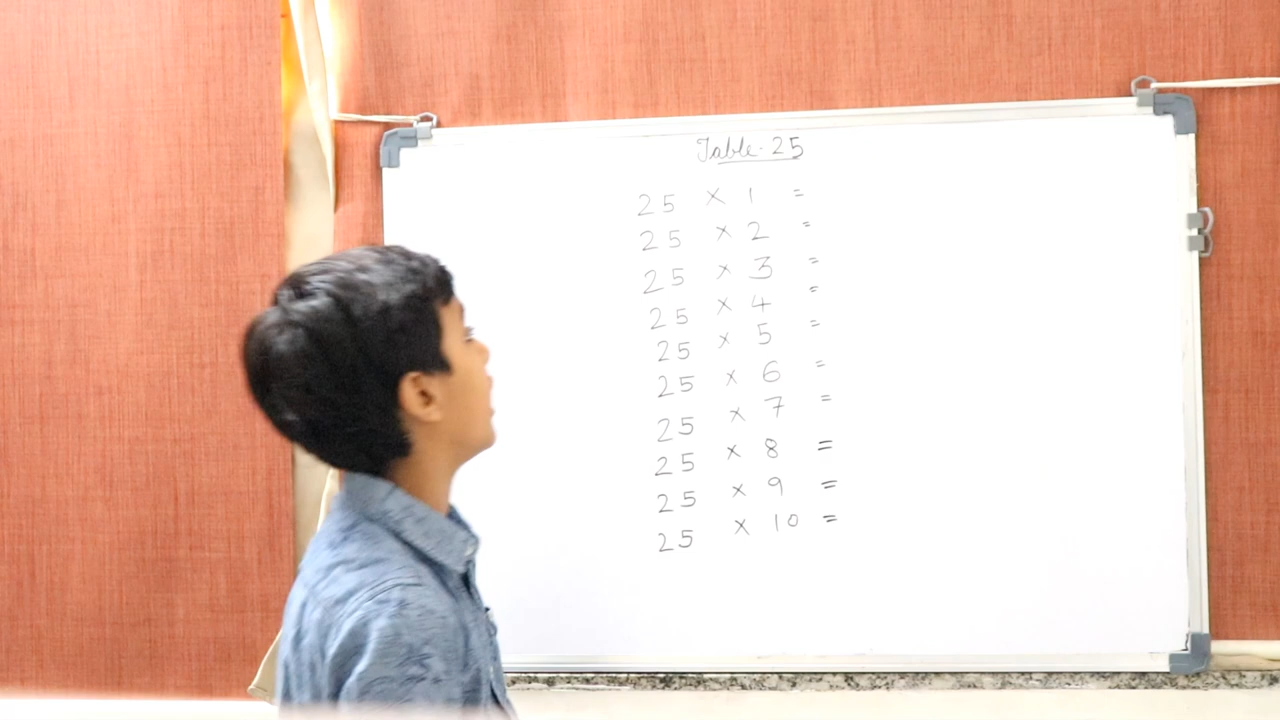 Table. 25
25 × 1 =
25 × 2 =
25 × 3 =
25 × 4 =
25 × 5 =
25 × 6 =
25 × 7 =
25 × 8 =
25 × 9 =
25 × 10 =